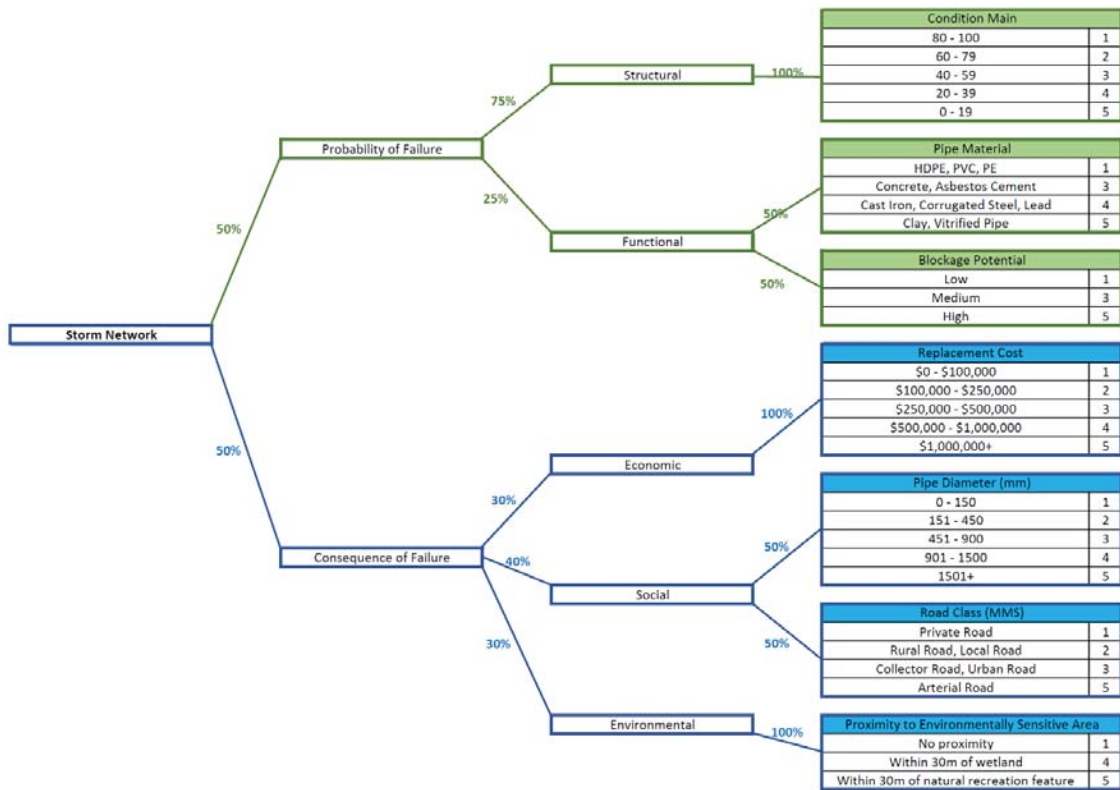 Storm Network
50%
50%
Probability of Failure
75%
25%
Structural
100%
Functional
50%
50%
Condition Main
80 - 100 1
60 - 79 2
40 - 59 3
20 - 39 4
0 - 19 5
Pipe Material
HDPE, PVC, PE 1
Concrete, Asbestos Cement 3
Cast Iron, Corrugated Steel, Lead 4
Clay, Vitrified Pipe 5
Blockage Potential
Low 1
Medium 3
High 5
Consequence of Failure
30%
40%
30%
Economic
100%
Social
50%
50%
Environmental
100%
Replacement Cost
$0 - $100,000 1
$100,000 - $250,000 2
$250,000 - $500,000 3
$500,000 - $1,000,000 4
$1,000,000+ 5
Pipe Diameter (mm)
0 - 150 1
151 - 450 2
451 - 900 3
901 - 1500 4
1501+ 5
Road Class (MMS)
Private Road 1
Rural Road, Local Road 2
Collector Road, Urban Road 3
Arterial Road 5
Proximity to Environmentally Sensitive Area
No proximity 1
Within 30m of wetland 4
Within 30m of natural recreation feature 5